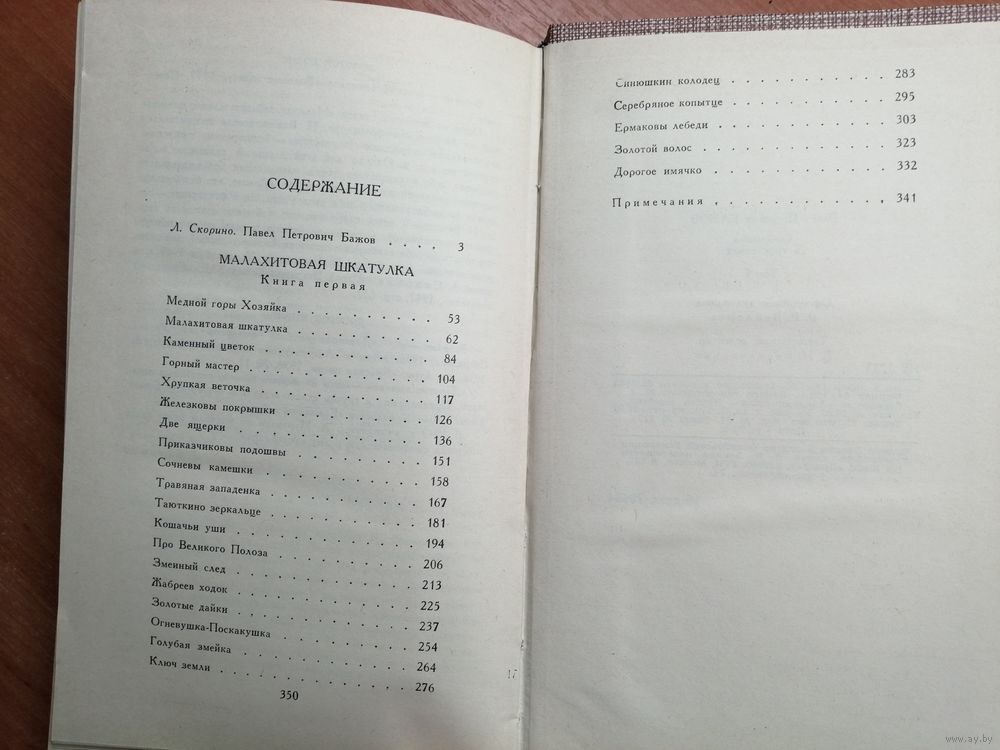 СОДЕРЖАНИЕ
Л. Скорино. Павел Петрович Бажов . . . . 3
МАЛАХИТОВАЯ ШКАТУЛКА
Книга первая
Медной горы Хозяйка . . . . . . . . . . 53
Малахитовая шкатулка . . . . . . . . . . 62
Каменный цветок . . . . . . . . . . . . 84
Горный мастер . . . . . . . . . . . . . 104
Хрупкая веточка . . . . . . . . . . . . 117
Железковы покрышки . . . . . . . . . . 126
Две ящерки . . . . . . . . . . . . . . 136
Приказчиковы подошвы . . . . . . . . . 151
Сочневы камешки . . . . . . . . . . . . 158
Травяная западенка . . . . . . . . . . . 167
Таюткино зеркальце . . . . . . . . . . . 181
Кошачьи уши . . . . . . . . . . . . . 194
Про Великого Полоза . . . . . . . . . . 206
Змеиный след . . . . . . . . . . . . . 213
Жабреев ходок . . . . . . . . . . . . . 225
Золотые дайки . . . . . . . . . . . . . 237
Огневушка-Поскакушка . . . . . . . . . . 254
Голубая змейка . . . . . . . . . . . . . 264
Ключ земли . . . . . . . . . . . . . . 276
350
Синюшкин колодец . . . . . . . . . . . 283
Серебряное копытце . . . . . . . . . . . 295
Ермаковы лебеди . . . . . . . . . . . . 303
Золотой волос . . . . . . . . . . . . . 323
Дорогое имячко . . . . . . . . . . . . 332
Примечания . . . . . . . . . . . . 341
www.ay.by